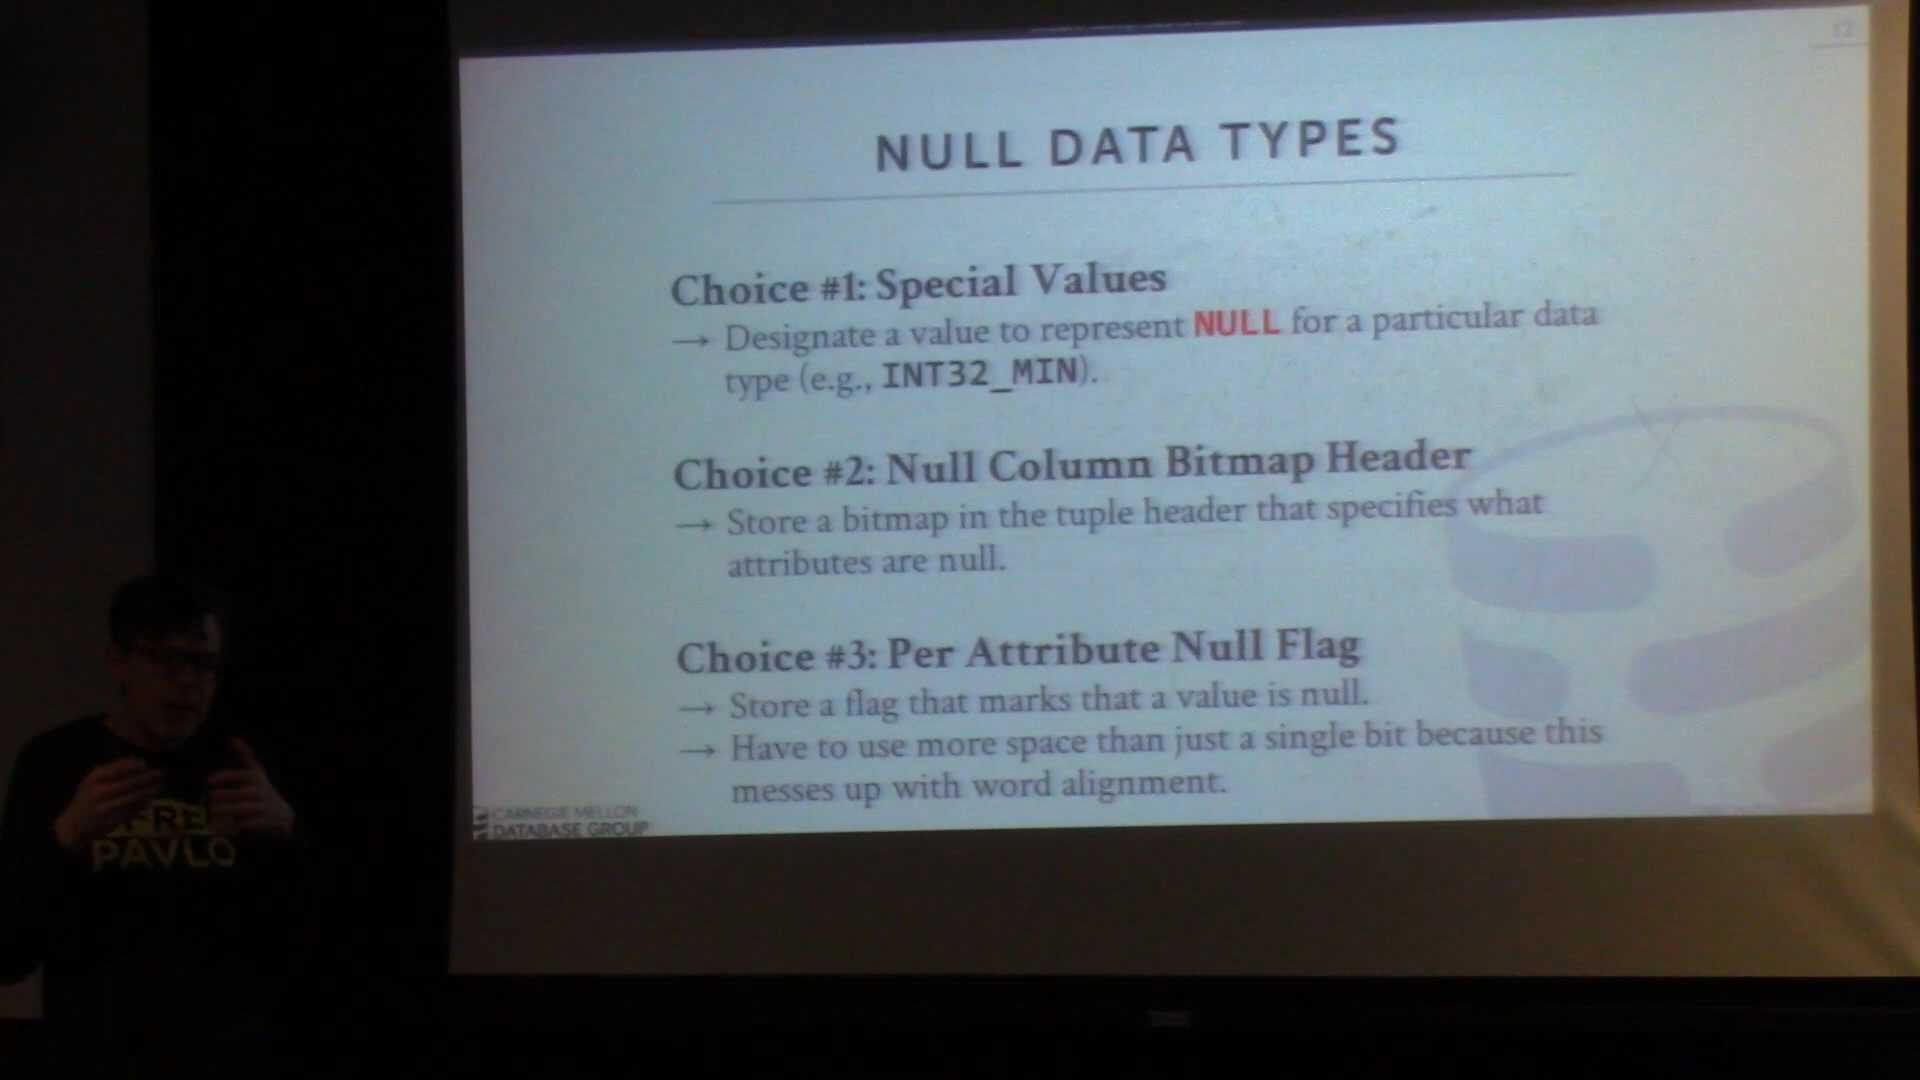 12
NULL DATA TYPES
Choice #1: Special Values
→ Designate a value to represent NULL for a particular data
type (e.g., INT32_MIN).
Choice #2: Null Column Bitmap Header
→ Store a bitmap in the tuple header that specifies what
attributes are null.
Choice #3: Per Attribute Null Flag
→ Store a flag that marks that a value is null.
→ Have to use more space than just a single bit because this
messes up with word alignment.
CARNEGIE MELLON
DATABASE GROUP
FREE
PAVLO